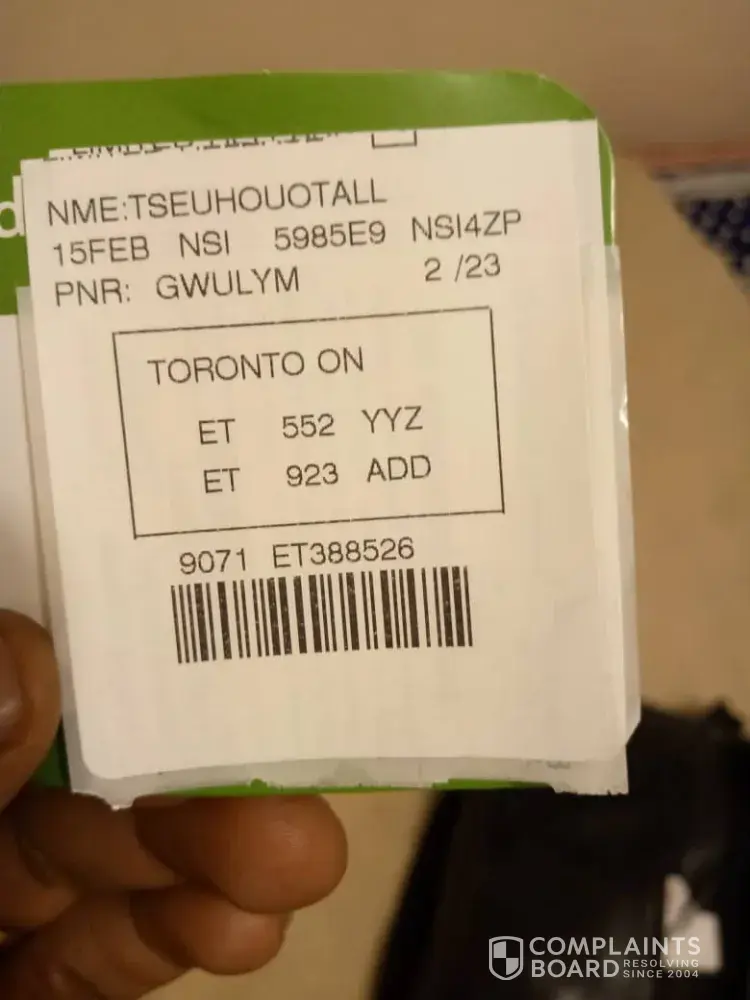 NME:TSEUHOUOTALL
15FEB NSI 5985E9 NSI4ZP
PNR: GWULYM 2 /23
TORONTO ON
ET 552 YYZ
ET 923 ADD
9071 ET388526
COMPLAINTS
BOARD RESOLVING
SINCE 2004